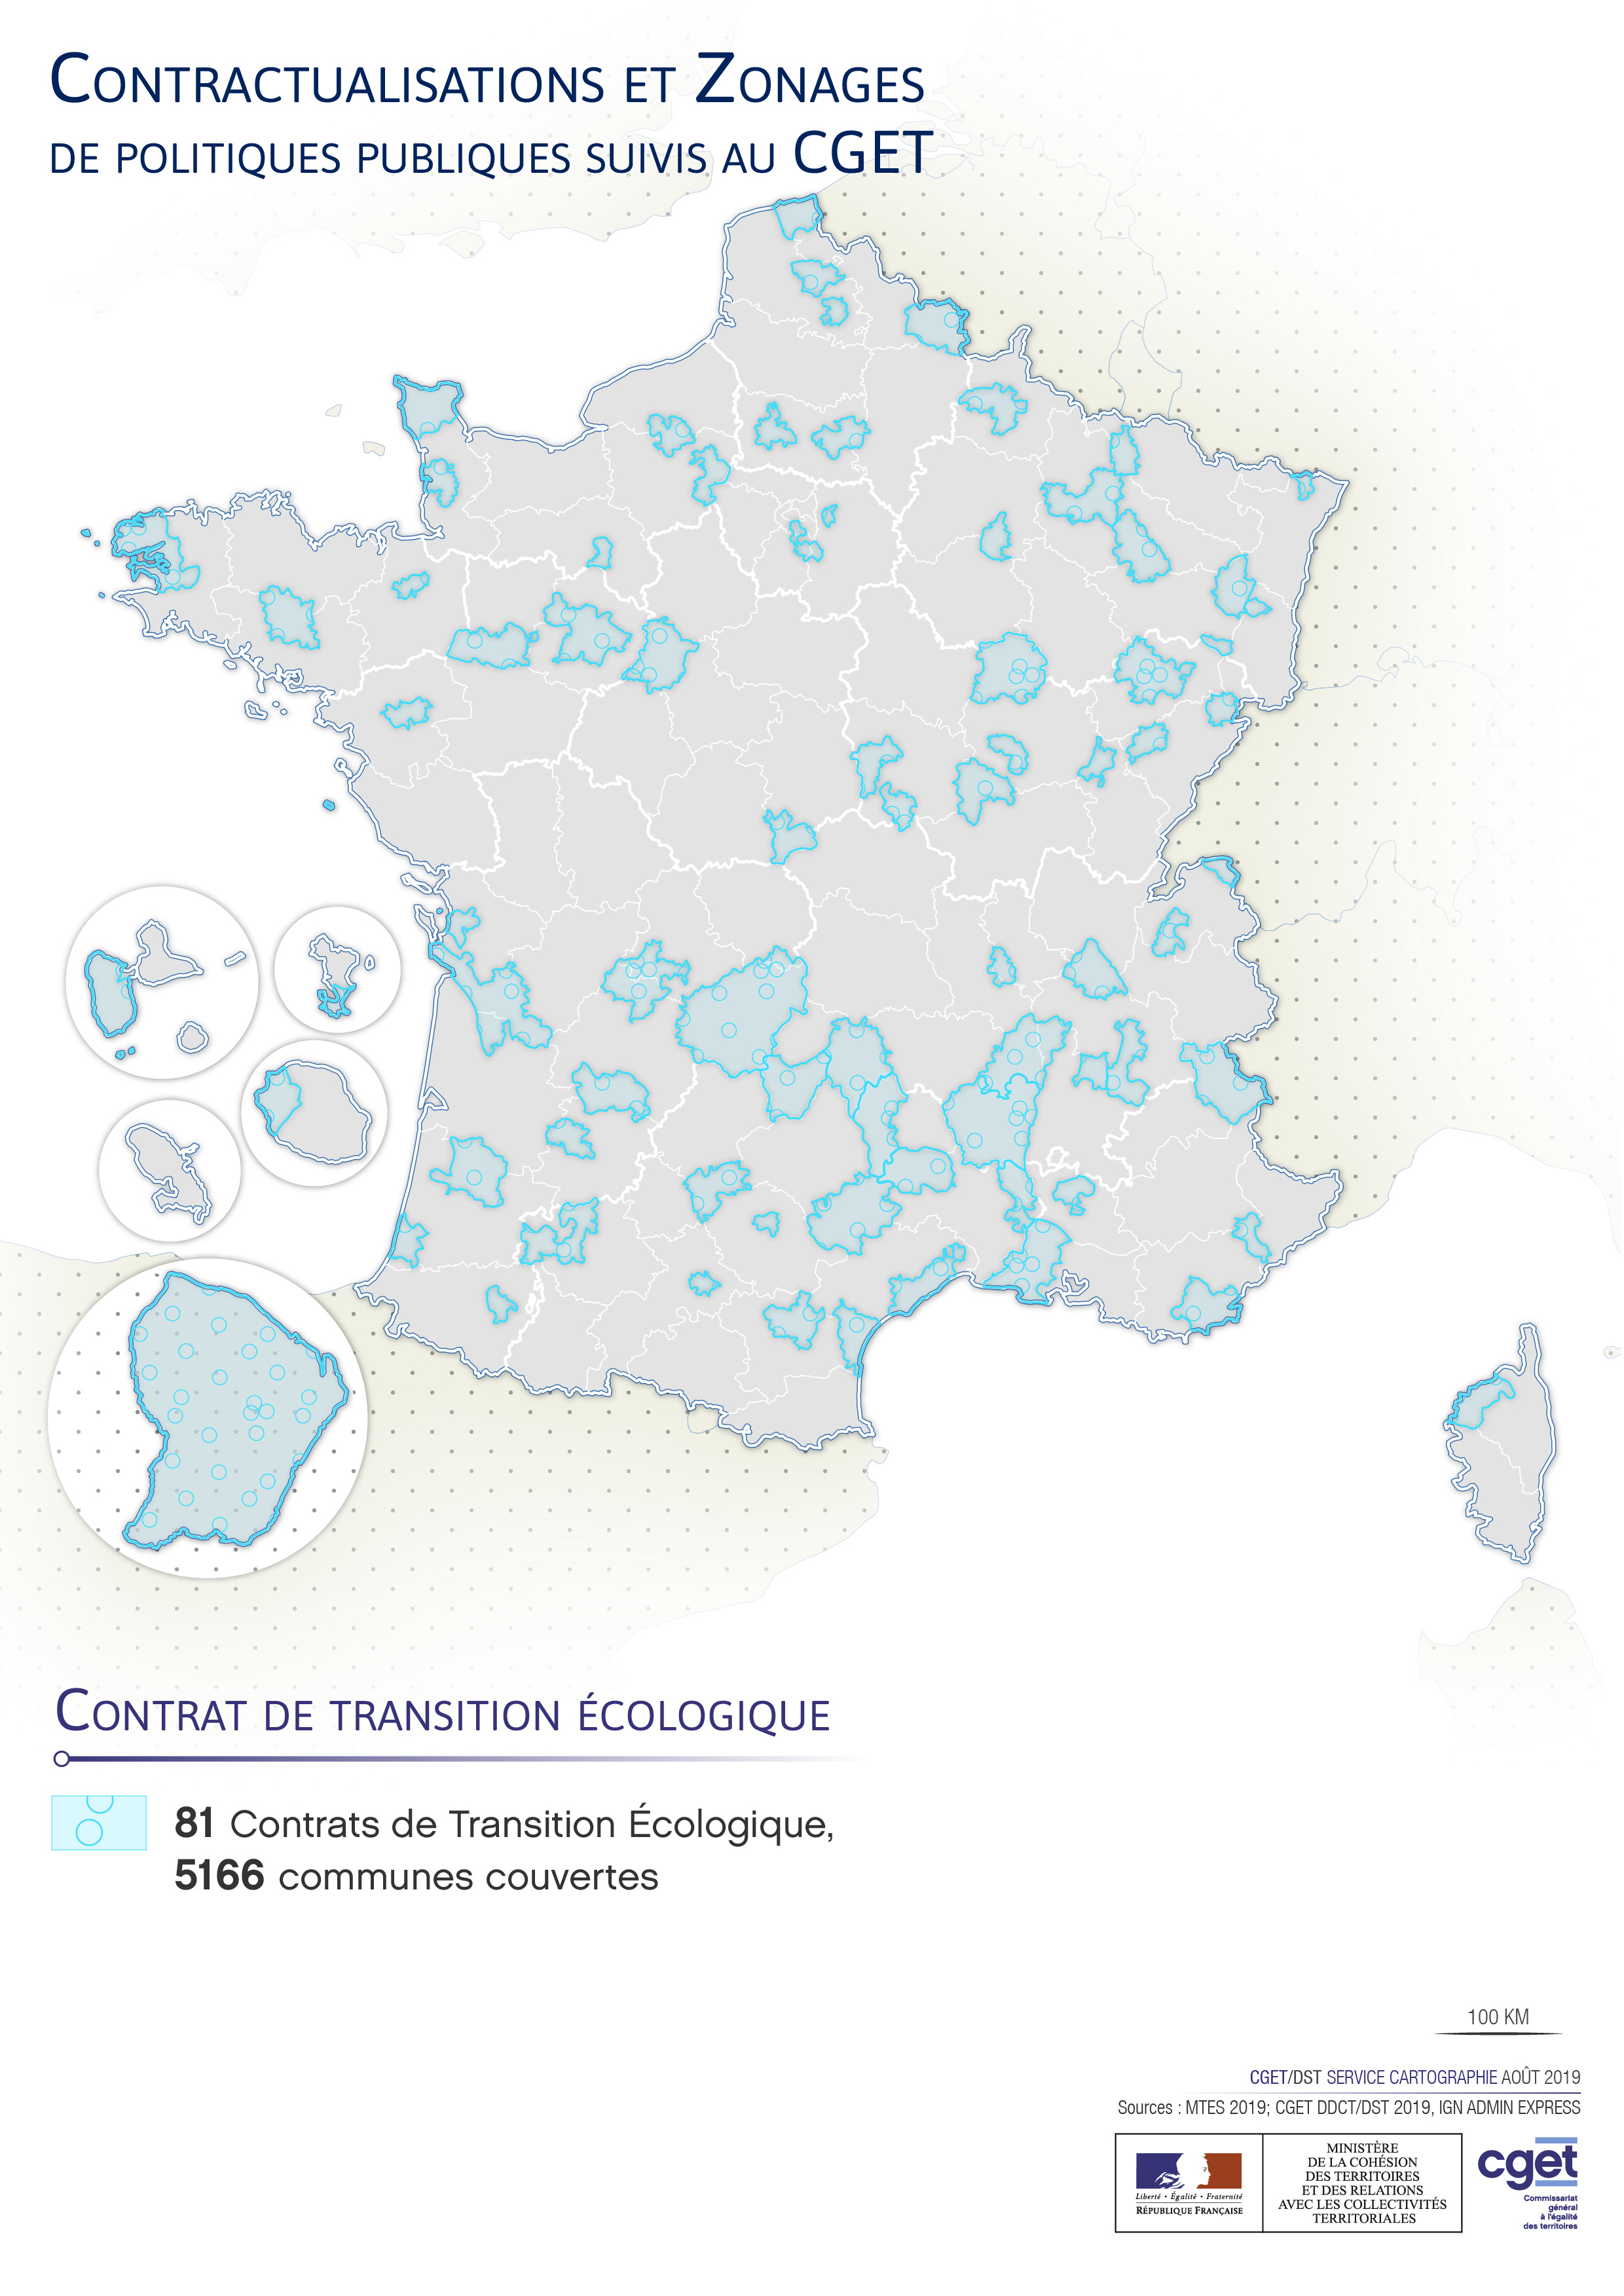 Contractualisations et Zonages
de politiques publiques suivis au CGET
Contrat de transition écologique
81 Contrats de Transition Écologique,
5166 communes couvertes
100 KM
CGET/DST SERVICE CARTOGRAPHIE AOÛT 2019
Sources : MTES 2019; CGET DDCT/DST 2019, IGN ADMIN EXPRESS
Liberté • Égalité • Fraternité
RÉPUBLIQUE FRANÇAISE
MINISTÈRE
DE LA COHÉSION
DES TERRITOIRES
ET DES RELATIONS
AVEC LES COLLECTIVITÉS
TERRITORIALES
cget
Commissariat
général
à l'égalité
des territoires